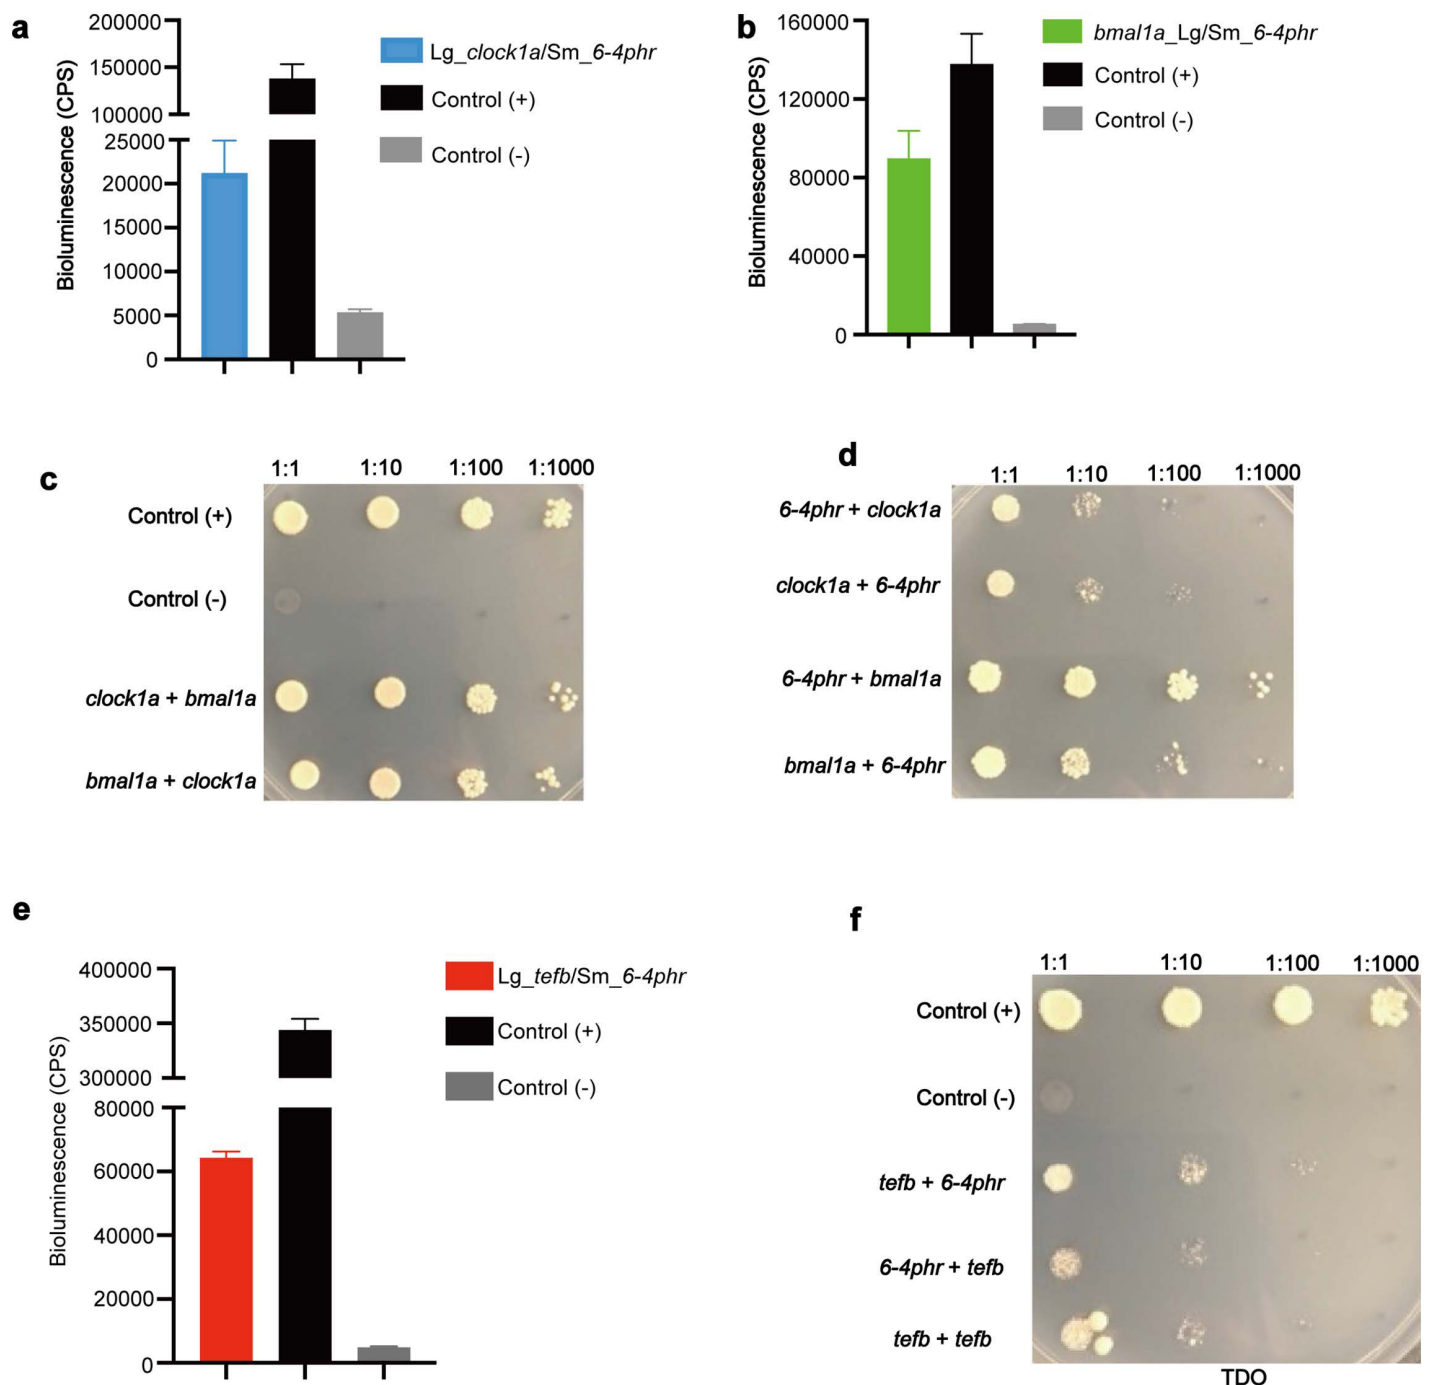 a
200000
150000
100000
25000
20000
15000
10000
5000
0
Bioluminescence (CPS)
Lg_clock1a/Sm_6-4phr
Control (+)
Control (-)
b
160000
120000
80000
40000
0
Bioluminescence (CPS)
bmal1a_Lg/Sm_6-4phr
Control (+)
Control (-)
c
1:1 1:10 1:100 1:1000
Control (+)
Control (-)
clock1a + bmal1a
bmal1a + clock1a
d
1:1 1:10 1:100 1:1000
6-4phr + clock1a
clock1a + 6-4phr
6-4phr + bmal1a
bmal1a + 6-4phr
e
400000
350000
300000
80000
60000
40000
20000
0
Bioluminescence (CPS)
Lg_tefb/Sm_6-4phr
Control (+)
Control (-)
f
1:1 1:10 1:100 1:1000
Control (+)
Control (-)
tefb + 6-4phr
6-4phr + tefb
tefb + tefb
TDO